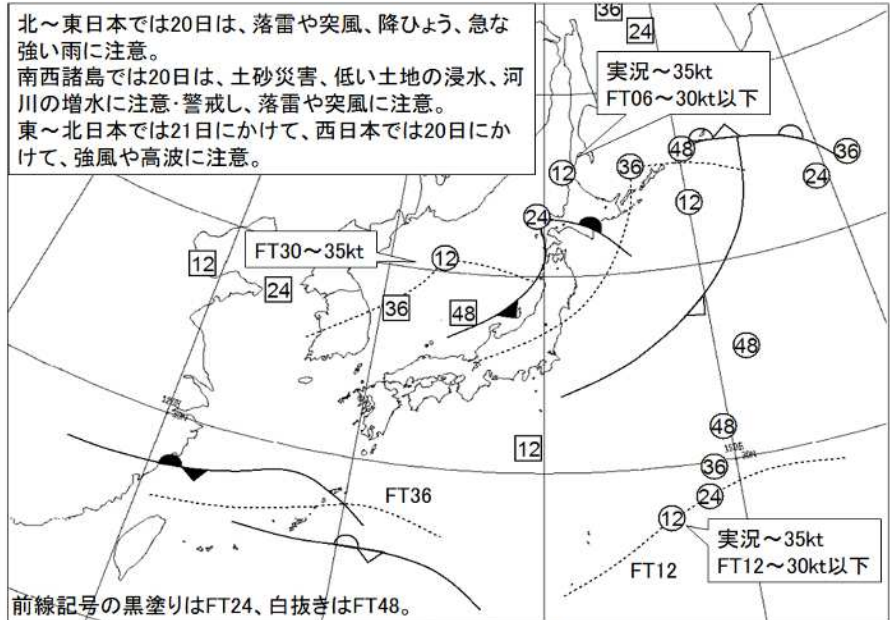 北～東日本では20日は、落雷や突風、降ひょう、急な
強い雨に注意。
南西諸島では20日は、土砂災害、低い土地の浸水、河
川の増水に注意・警戒し、落雷や突風に注意。
東～北日本では21日にかけて、西日本では20日にか
けて、強風や高波に注意。
36
24
実況～35kt
FT06～30kt以下
48
36
24
12
36
12
24
12
FT30～35kt
12
24
36
48
48
12
48
150E
30N
120E
30N
36
24
12
FT36
実況～35kt
FT12～30kt以下
FT12
前線記号の黒塗りはFT24、白抜きはFT48。